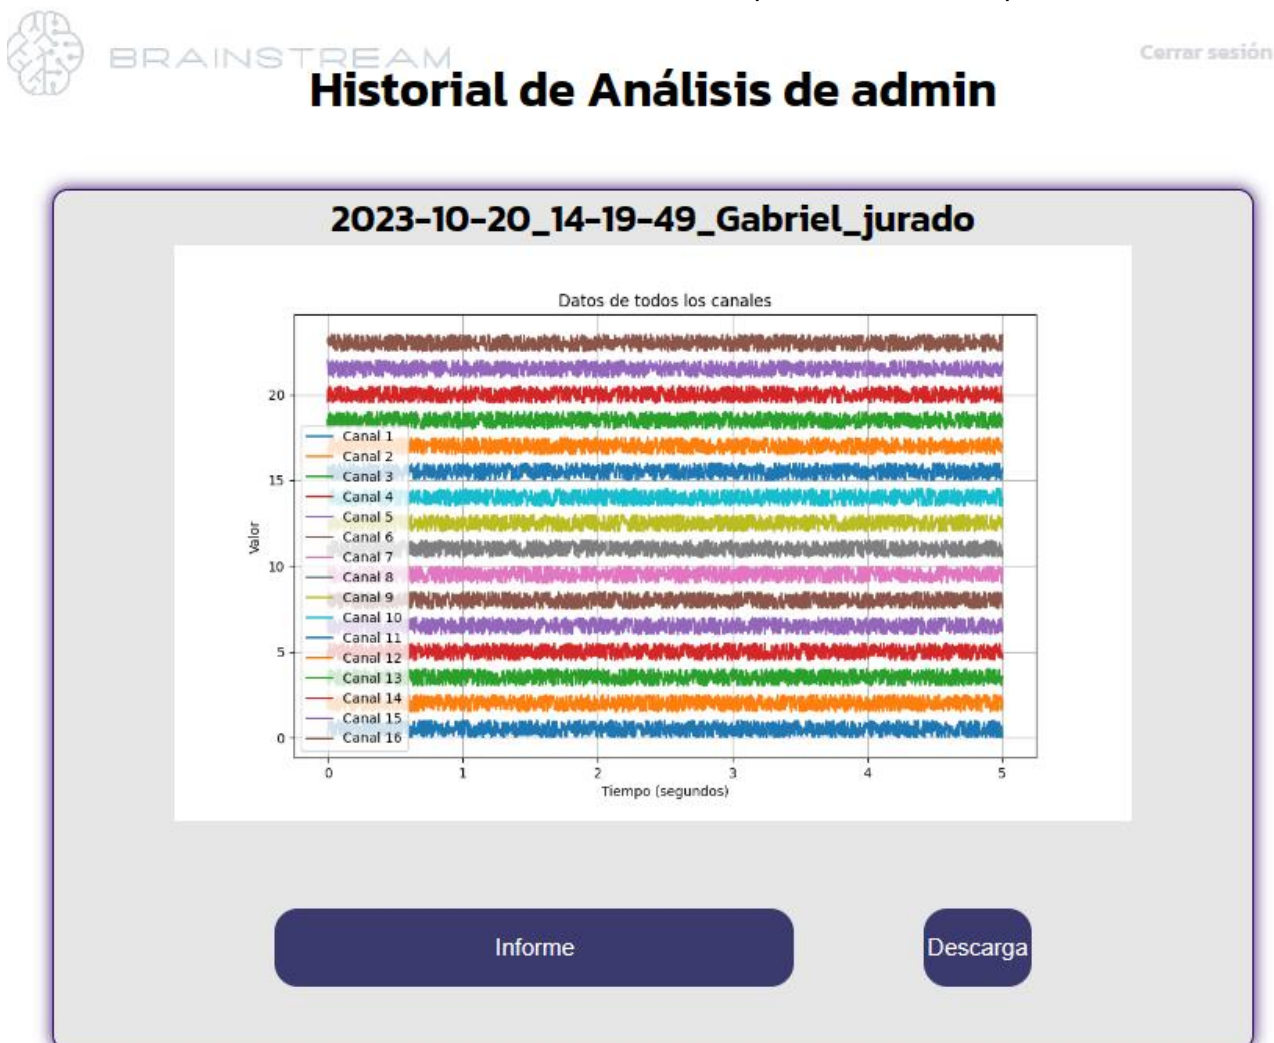 BRAINSTREAM
Cerrar sesión
Historial de Análisis de admin
2023-10-20_14-19-49_Gabriel_jurado
Datos de todos los canales
Valor
20
15
10
5
0
Canal 1
Canal 2
Canal 3
Canal 4
Canal 5
Canal 6
Canal 7
Canal 8
Canal 9
Canal 10
Canal 11
Canal 12
Canal 13
Canal 14
Canal 15
Canal 16
0 1 2 3 4 5
Tiempo (segundos)
Informe
Descarga